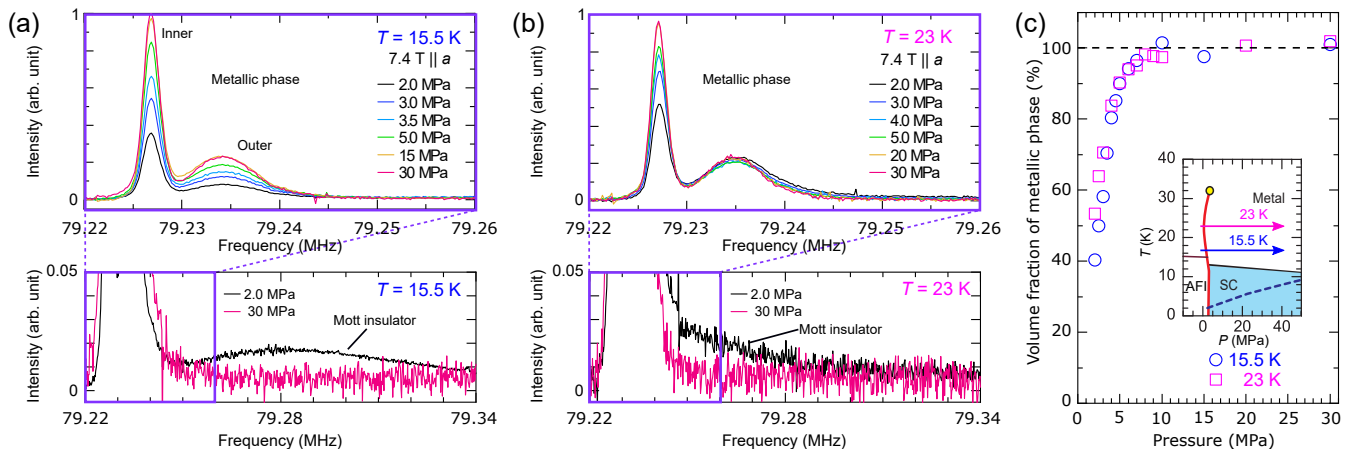 (a)
1
Intensity (arb. unit)
0
Inner
T = 15.5 K
7.4 T || a
Metallic phase
2.0 MPa
3.0 MPa
3.5 MPa
5.0 MPa
15 MPa
30 MPa
Outer
79.22
79.23
79.24
79.25
79.26
Frequency (MHz)
0.05
Intensity (arb. unit)
0
2.0 MPa
30 MPa
T = 15.5 K
Mott insulator
79.22
79.28
79.34
Frequency (MHz)
(b)
1
Intensity (arb. unit)
0
T = 23 K
7.4 T || a
Metallic phase
2.0 MPa
3.0 MPa
4.0 MPa
5.0 MPa
20 MPa
30 MPa
79.22
79.23
79.24
79.25
79.26
Frequency (MHz)
0.05
Intensity (arb. unit)
0
2.0 MPa
30 MPa
T = 23 K
Mott insulator
79.22
79.28
79.34
Frequency (MHz)
(c)
Volume fraction of metallic phase (%)
100
80
60
40
20
0
T (K)
40
30
20
10
0
Metal
23 K
15.5 K
AFI
SC
0
20
40
P (MPa)
15.5 K
23 K
0
5
10
15
20
25
30
Pressure (MPa)